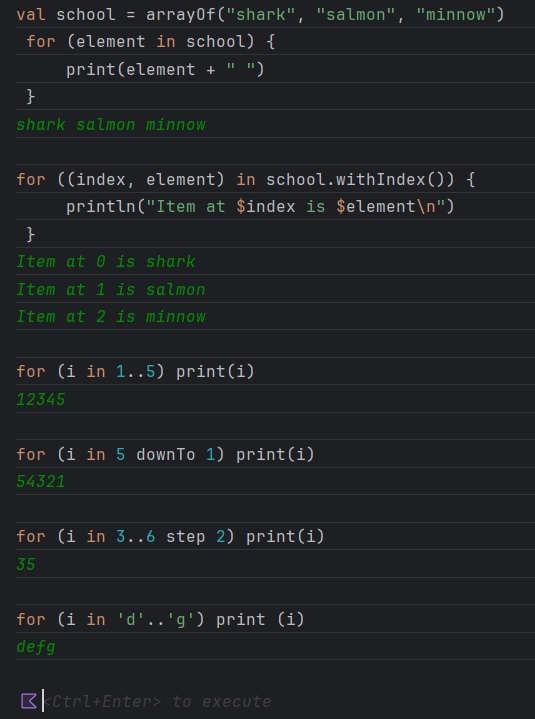 val school = arrayOf("shark", "salmon", "minnow")
for (element in school) {
print(element + " ")
}
shark salmon minnow
for ((index, element) in school.withIndex()) {
println("Item at $index is $element\n")
}
Item at 0 is shark
Item at 1 is salmon
Item at 2 is minnow
for (i in 1..5) print(i)
12345
for (i in 5 downTo 1) print(i)
54321
for (i in 3..6 step 2) print(i)
35
for (i in 'd'..'g') print (i)
defg
<Ctrl+Enter> to execute